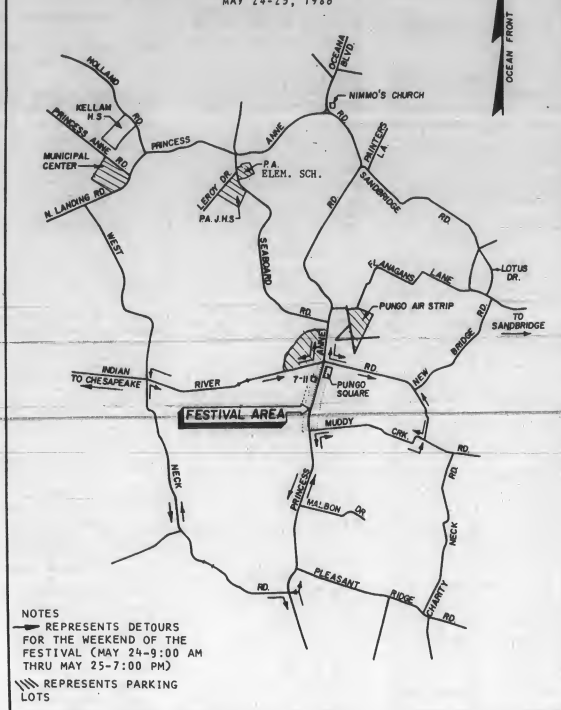 MAY 24-25, 1986
OCEAN FRONT
OCEANA
BLVD.
HOLLAND
RD
NIMMO'S CHURCH
KELLAM
H.S
PRINCESS ANNE RD
MUNICIPAL
CENTER
N. LANDING RD.
PRINCESS
ANNE
RD
P.A.
ELEM. SCH.
LEROY DR.
P.A. J.H.S
PAINTERS
LA.
SANDBRIDGE
RD.
WEST
SEABOARD
RD.
RD
FLANAGANS
LANE
LOTUS
DR.
PUNGO AIR STRIP
TO
SANDBRIDGE
RD
BRIDGE
NEW
ANNE
INDIAN
TO CHESAPEAKE
RIVER
RD.
7-11
PUNGO
SQUARE
FESTIVAL AREA
MUDDY
CRK.
RD.
NECK
RD.
PRINCESS
MALBON DR
NECK
RD.
PLEASANT
RIDGE
CHARITY
RD.
NOTES
REPRESENTS DETOURS
FOR THE WEEKEND OF THE
FESTIVAL (MAY 24-9:00 AM
THRU MAY 25-7:00 PM)
REPRESENTS PARKING
LOTS